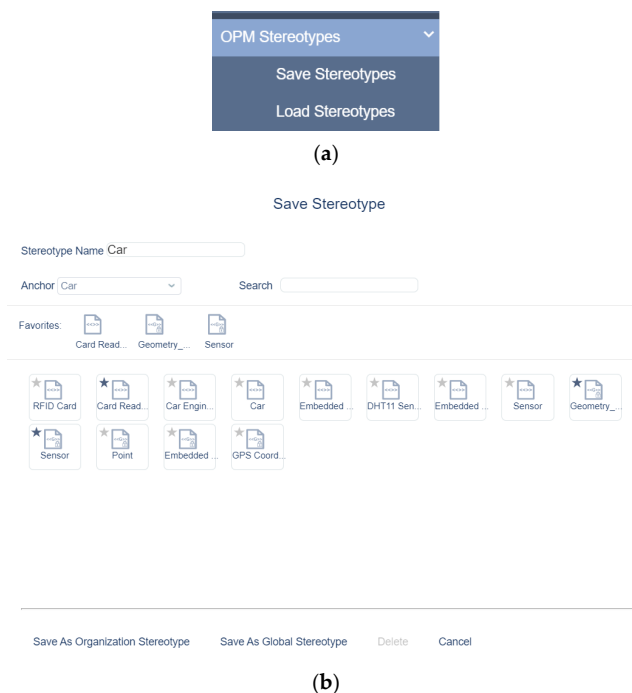 OPM Stereotypes
Save Stereotypes
Load Stereotypes
(a)
Save Stereotype
Stereotype Name Car
Anchor Car Search
Favorites:
Card Read... Geometry_... Sensor
RFID Card Card Read... Car Engin... Car Embedded ... DHT11 Sen... Embedded ... Sensor Geometry_...
Sensor Point Embedded ... GPS Coord...
Save As Organization Stereotype Save As Global Stereotype Delete Cancel
(b)